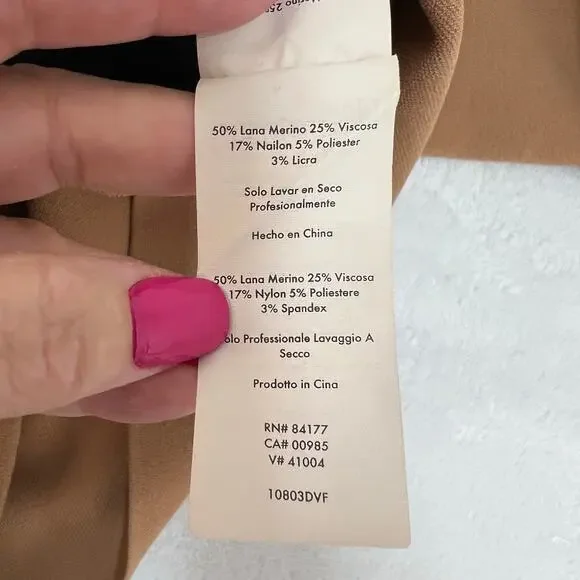 50% Lana Merino 25% Viscosa
17% Nailon 5% Poliester
3% Licra
Solo Lavar en Seco
Profesionalmente
Hecho en China
50% Lana Merino 25% Viscosa
17% Nylon 5% Poliestere
3% Spandex
Professionale Lavaggio A
Secco
Prodotto in Cina
RN# 84177
CA# 00985
V# 41004
10803DVF